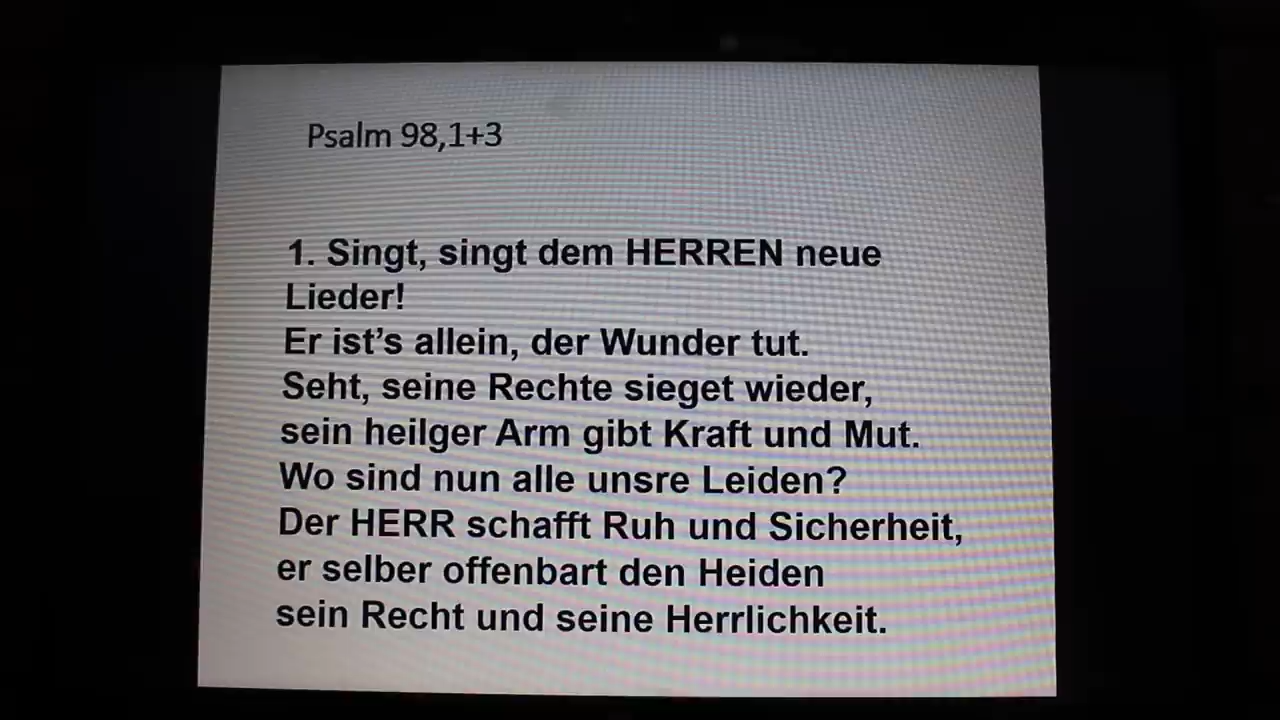 Psalm 98,1+3
1. Singt, singt dem HERREN neue
Lieder!
Er ist’s allein, der Wunder tut.
Seht, seine Rechte sieget wieder,
sein heilger Arm gibt Kraft und Mut.
Wo sind nun alle unsre Leiden?
Der HERR schafft Ruh und Sicherheit,
er selber offenbart den Heiden
sein Recht und seine Herrlichkeit.